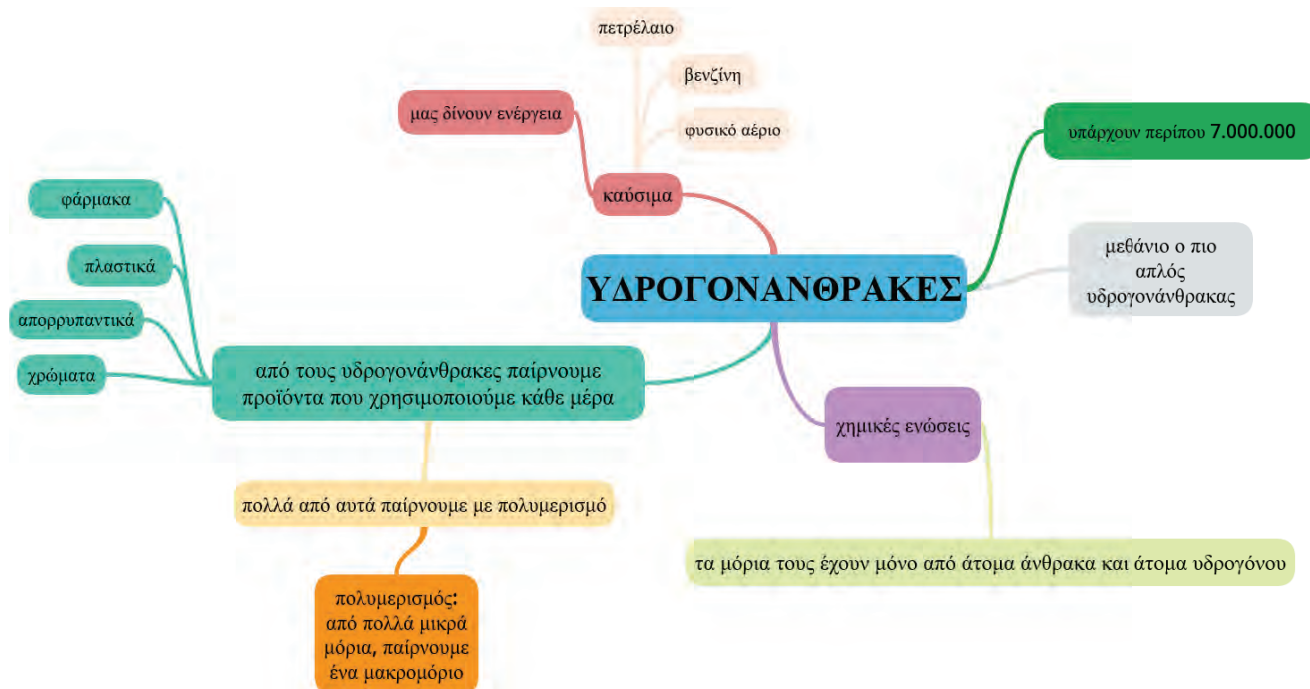 πετρέλαιο
βενζίνη
φυσικό αέριο
μας δίνουν ενέργεια
καύσιμα
υπάρχουν περίπου 7.000.000
μεθάνιο ο πιο
απλός
υδρογονάνθρακας
ΥΔΡΟΓΟΝΑΝΘΡΑΚΕΣ
φάρμακα
πλαστικά
απορρυπαντικά
χρώματα
από τους υδρογονάνθρακες παίρνουμε
προϊόντα που χρησιμοποιούμε κάθε μέρα
χημικές ενώσεις
πολλά από αυτά παίρνουμε με πολυμερισμό
τα μόρια τους έχουν μόνο από άτομα άνθρακα και άτομα υδρογόνου
πολυμερισμός:
από πολλά μικρά
μόρια, παίρνουμε
ένα μακρομόριο